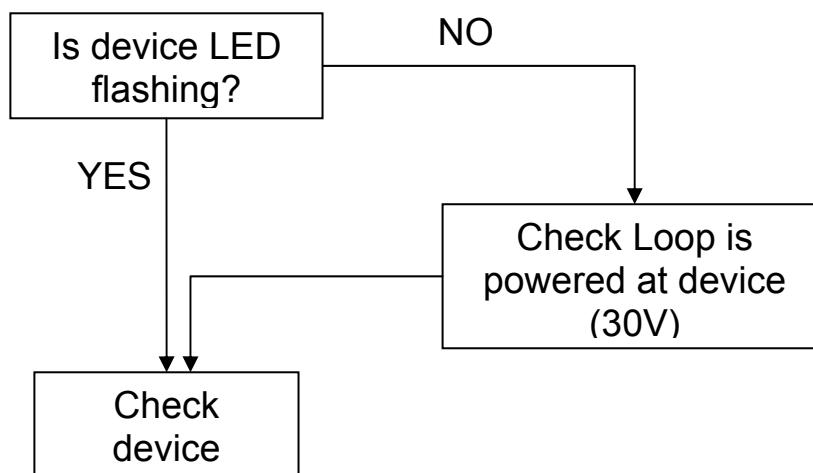 Is device LED
flashing?
NO
YES
Check Loop is
powered at device
(30V)
Check
device